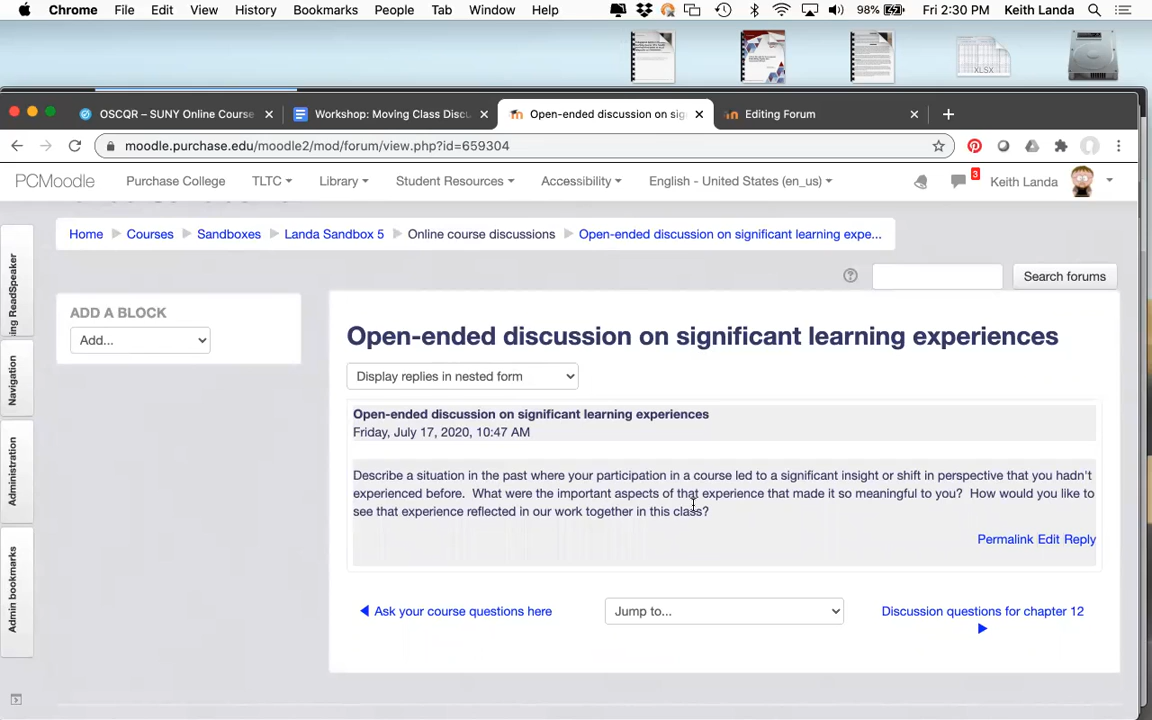 Chrome File Edit View History Bookmarks People Tab Window Help 98% Fri 2:30 PM Keith Landa
XLSX
OSCQR – SUNY Online Course Workshop: Moving Class Discu Open-ended discussion on sig Editing Forum
moodle.purchase.edu/moodle2/mod/forum/view.php?id=659304
PCMoodle Purchase College TLTC Library Student Resources Accessibility English - United States (en_us) 3 Keith Landa
Home Courses Sandboxes Landa Sandbox 5 Online course discussions Open-ended discussion on significant learning expe...
Search forums
ng ReadSpeaker
Navigation
Administration
Admin bookmarks
ADD A BLOCK
Add...
Open-ended discussion on significant learning experiences
Display replies in nested form
Open-ended discussion on significant learning experiences
Friday, July 17, 2020, 10:47 AM
Describe a situation in the past where your participation in a course led to a significant insight or shift in perspective that you hadn't
experienced before. What were the important aspects of that experience that made it so meaningful to you? How would you like to
see that experience reflected in our work together in this class?
Permalink Edit Reply
Ask your course questions here Jump to... Discussion questions for chapter 12